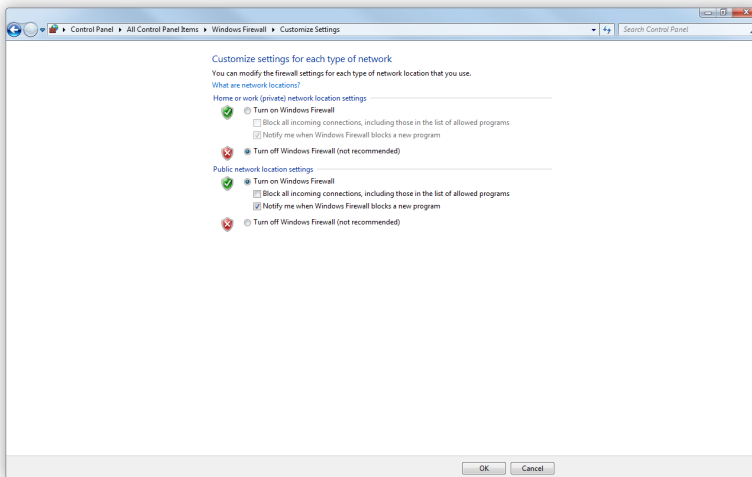 Control Panel ▸ All Control Panel Items ▸ Windows Firewall ▸ Customize Settings
Search Control Panel
Customize settings for each type of network
You can modify the firewall settings for each type of network location that you use.
What are network locations?
Home or work (private) network location settings
Turn on Windows Firewall
Block all incoming connections, including those in the list of allowed programs
Notify me when Windows Firewall blocks a new program
Turn off Windows Firewall (not recommended)
Public network location settings
Turn on Windows Firewall
Block all incoming connections, including those in the list of allowed programs
Notify me when Windows Firewall blocks a new program
Turn off Windows Firewall (not recommended)
OK Cancel